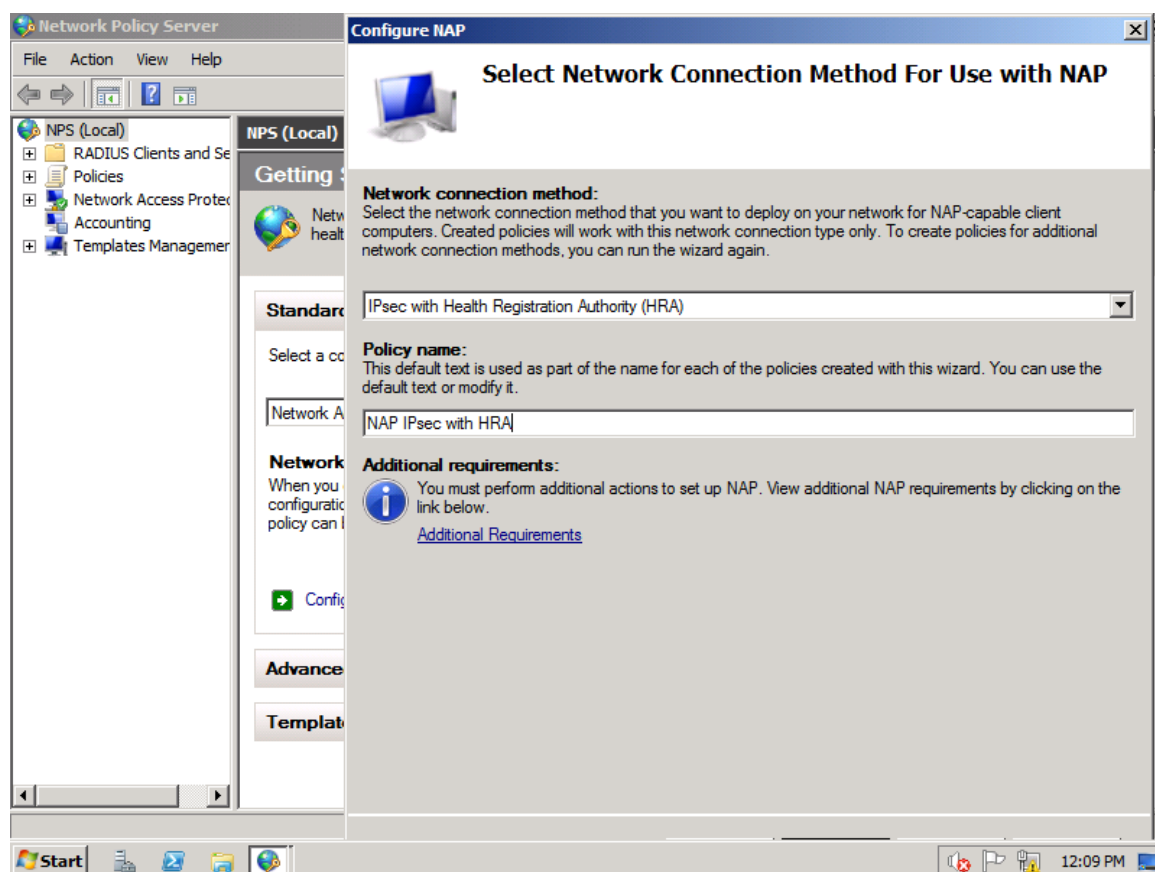 Network Policy Server
File Action View Help
NPS (Local)
RADIUS Clients and Se
Policies
Network Access Protec
Accounting
Templates Managemer
NPS (Local)
Getting
Netw
healt
Standard
Select a co
Network A
Network
When you
configuratic
policy can
Config
Advance
Templat
Configure NAP
Select Network Connection Method For Use with NAP
Network connection method:
Select the network connection method that you want to deploy on your network for NAP-capable client
computers. Created policies will work with this network connection type only. To create policies for additional
network connection methods, you can run the wizard again.
IPsec with Health Registration Authority (HRA)
Policy name:
This default text is used as part of the name for each of the policies created with this wizard. You can use the
default text or modify it.
NAP IPsec with HRA
Additional requirements:
You must perform additional actions to set up NAP. View additional NAP requirements by clicking on the
link below.
Additional Requirements
Start
12:09 PM